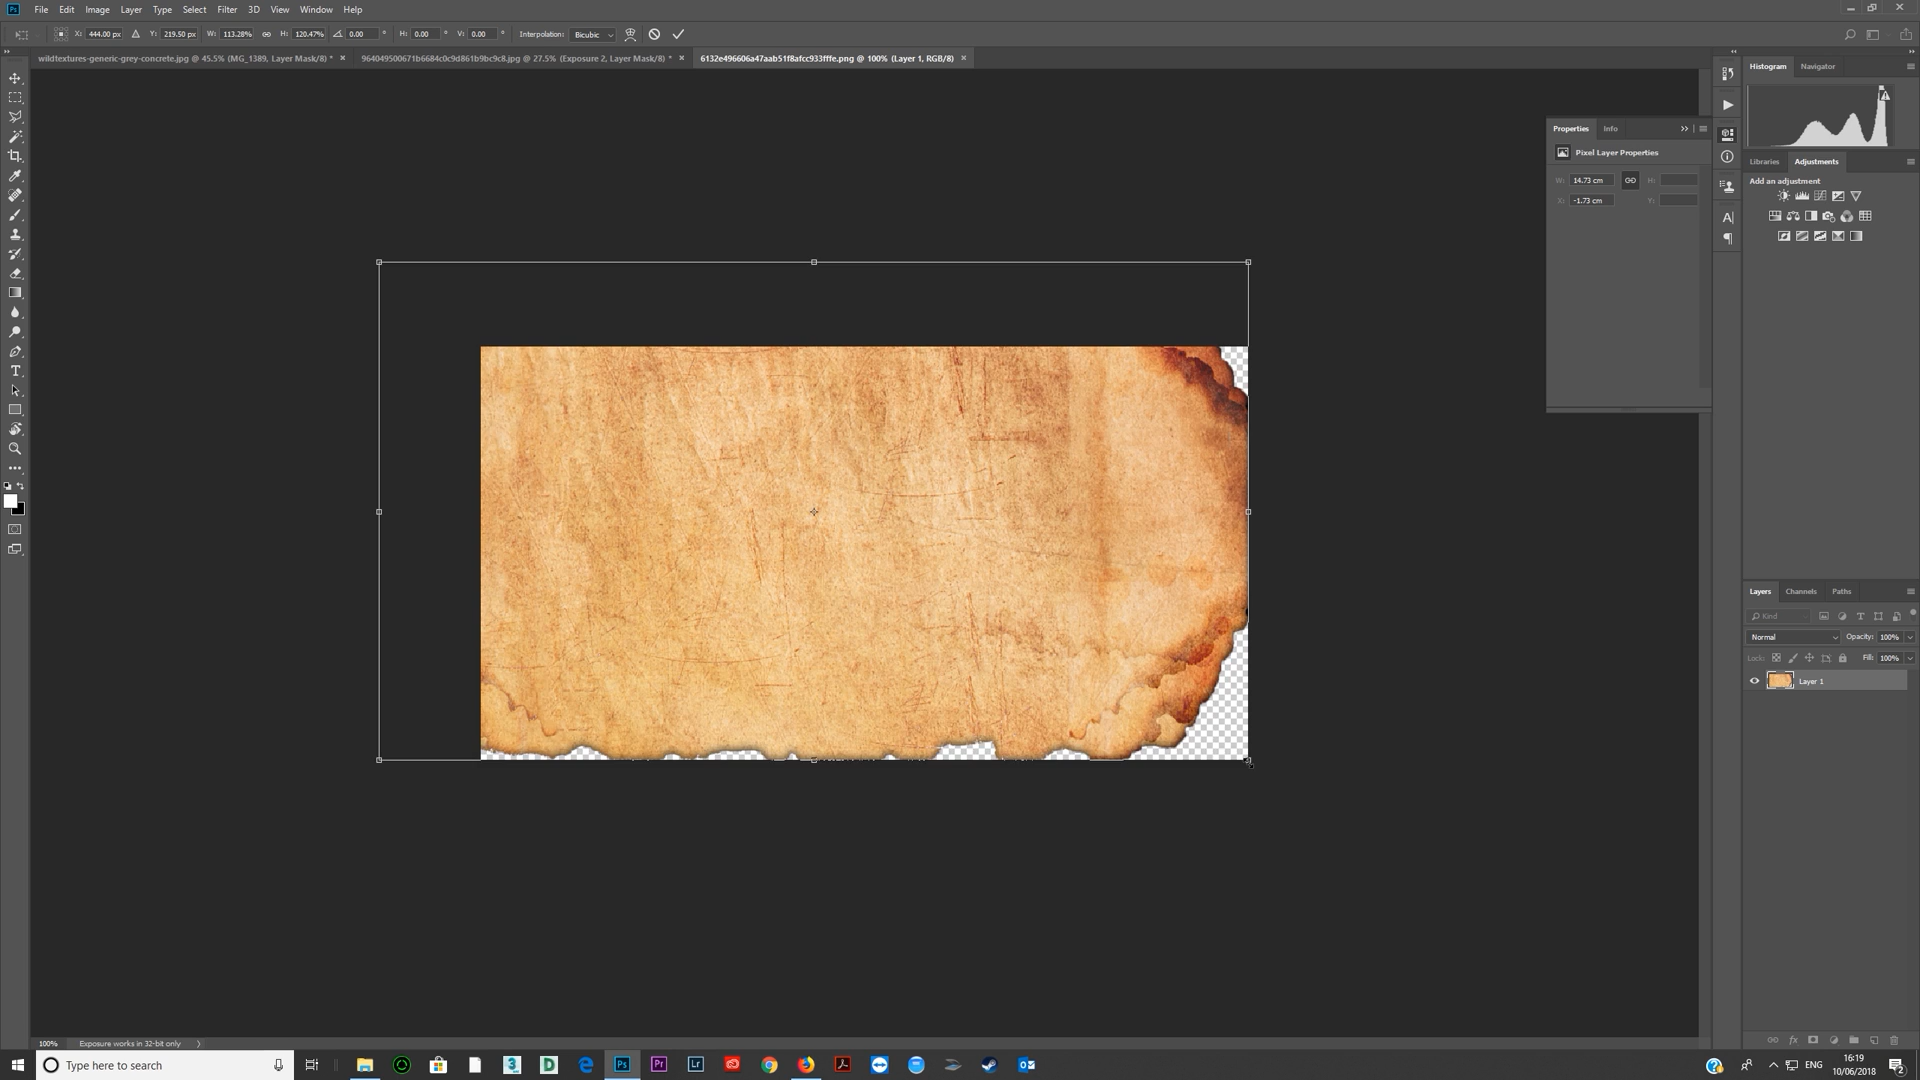 File Edit Image Layer Type Select Filter 3D View Window Help
X: 444.00 px Y: 219.50 px W: 113.28% H: 120.47% 0.00 ° H: 0.00 ° V: 0.00 ° Interpolation: Bicubic
wildtextures-generic-grey-concrete.jpg @ 45.5% (MG_1389, Layer Mask/8) * 964049500671b6684c0c9d861b9bc9c8.jpg @ 27.5% (Exposure 2, Layer Mask/8) * 6132e496606a47aab51f8afcc933fffe.png @ 100% (Layer 1, RGB/8)
Histogram Navigator
Properties Info
Pixel Layer Properties
W: 14.73 cm H:
X: -1.73 cm Y:
Libraries Adjustments
Add an adjustment
Layers Channels Paths
Kind
Normal Opacity: 100%
Lock: Fill: 100%
Layer 1
100% Exposure works in 32-bit only
Type here to search
ENG
16:19
10/06/2018